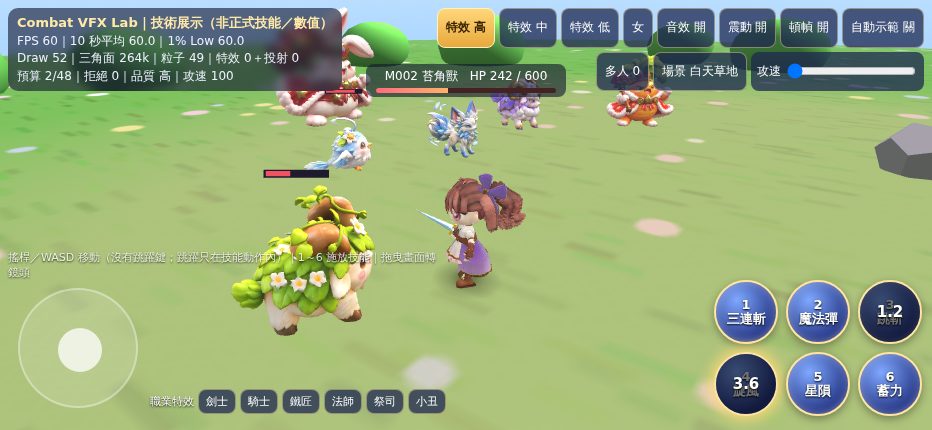 Combat VFX Lab | 技術展示（非正式技能／數值）
FPS 60 | 10 秒平均 60.0 | 1% Low 60.0
Draw 52 | 三角面 264k | 粒子 49 | 特效 0＋投射 0
預算 2/48 | 拒絕 0 | 品質 高 | 攻速 100
特效 高
特效 中
特效 低
女
音效 開
震動 開
頓幀 開
自動示範 關
M002 苔角獸 HP 242 / 600
多人 0
場景 白天草地
攻速
搖桿／WASD 移動（沒有跳躍鍵；跳躍只在技能動作內）| 1～6 施放技能 | 拖曳畫面轉
鏡頭
1
三連斬
2
魔法彈
3
跳斬
1.2
4
旋風
3.6
5
星隕
6
蓄力
職業特效
劍士
騎士
鐵匠
法師
祭司
小丑